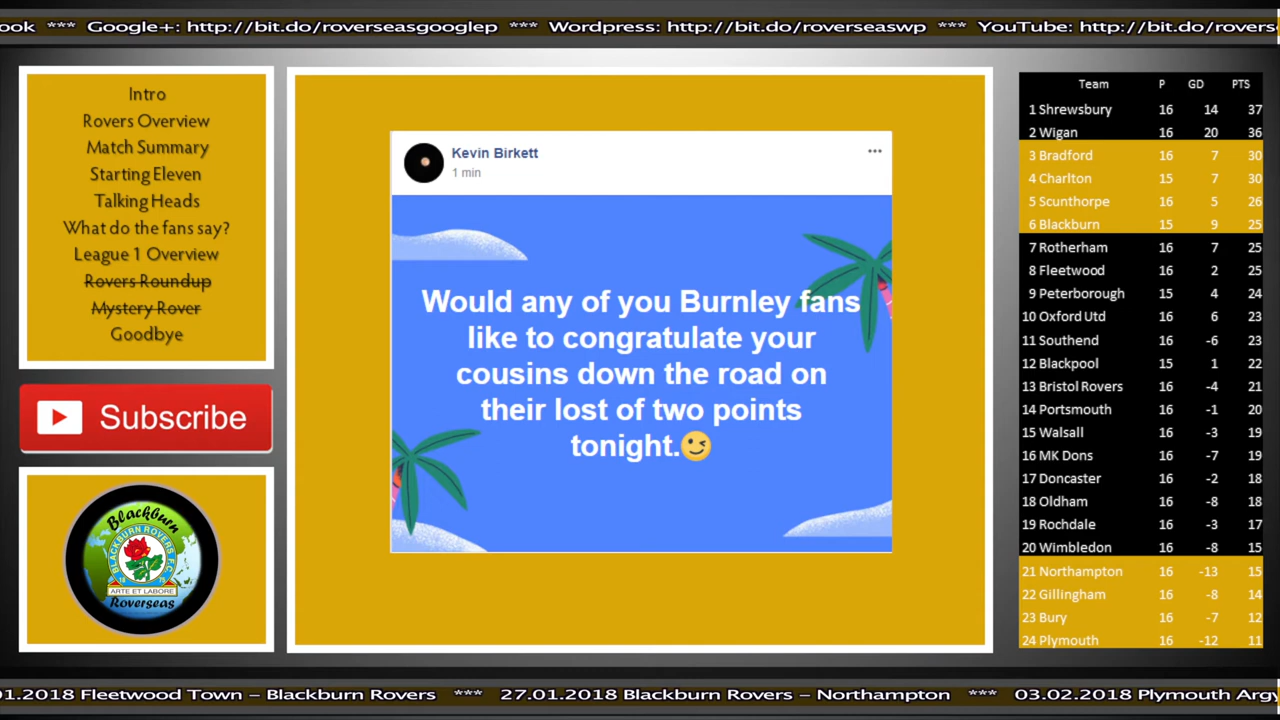 ook *** Google+: http://bit.do/roverseasgooglep *** Wordpress: http://bit.do/roverseaswp *** YouTube: http://bit.do/rovers
Intro
Rovers Overview
Match Summary
Starting Eleven
Talking Heads
What do the fans say?
League 1 Overview
Rovers Roundup
Mystery Rover
Goodbye
Subscribe
Blackburn
BLACKBURN ROVERS F.C.
18 75
ARTE ET LABORE
Roverseas
Kevin Birkett
1 min
Would any of you Burnley fans
like to congratulate your
cousins down the road on
their lost of two points
tonight.😉
Team P GD PTS
1 Shrewsbury 16 14 37
2 Wigan 16 20 36
3 Bradford 16 7 30
4 Charlton 15 7 30
5 Scunthorpe 16 5 26
6 Blackburn 15 9 25
7 Rotherham 16 7 25
8 Fleetwood 16 2 25
9 Peterborough 15 4 24
10 Oxford Utd 16 6 23
11 Southend 16 -6 23
12 Blackpool 15 1 22
13 Bristol Rovers 16 -4 21
14 Portsmouth 16 -1 20
15 Walsall 16 -3 19
16 MK Dons 16 -7 19
17 Doncaster 16 -2 18
18 Oldham 16 -8 18
19 Rochdale 16 -3 17
20 Wimbledon 16 -8 15
21 Northampton 16 -13 15
22 Gillingham 16 -8 14
23 Bury 16 -7 12
24 Plymouth 16 -12 11
01.2018 Fleetwood Town – Blackburn Rovers *** 27.01.2018 Blackburn Rovers – Northampton *** 03.02.2018 Plymouth Argy